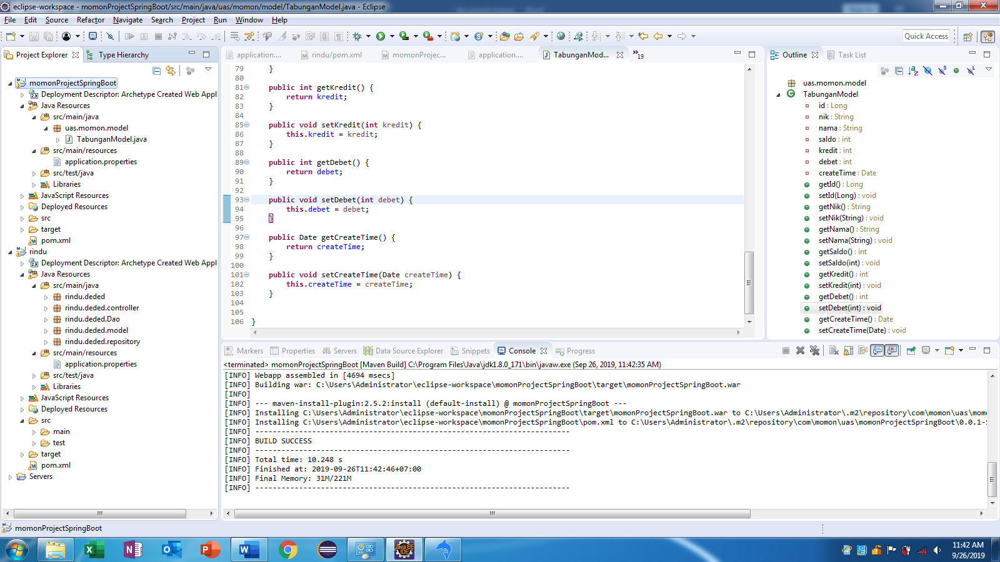 eclipse-workspace - momonProjectSpringBoot/src/main/java/uas/momon/model/TabunganModel.java - Eclipse
File Edit Source Refactor Navigate Search Project Run Window Help
Quick Access
Project Explorer Type Hierarchy
momonProjectSpringBoot
Deployment Descriptor: Archetype Created Web Appl
Java Resources
src/main/java
uas.momon.model
TabunganModel.java
src/main/resources
application.properties
src/test/java
Libraries
JavaScript Resources
Deployed Resources
src
target
pom.xml
rindu
Deployment Descriptor: Archetype Created Web Appl
Java Resources
src/main/java
rindu.deded
rindu.deded.controller
rindu.deded.Dao
rindu.deded.model
rindu.deded.repository
src/main/resources
application.properties
src/test/java
Libraries
JavaScript Resources
Deployed Resources
src
main
test
target
pom.xml
Servers
application.... rindu/pom.xml momonProjec... application.... TabunganMod... »19
79 }
80
81 public int getKredit() {
82 return kredit;
83 }
84
85 public void setKredit(int kredit) {
86 this.kredit = kredit;
87 }
88
89 public int getDebet() {
90 return debet;
91 }
92
93 public void setDebet(int debet) {
94 this.debet = debet;
95 }
96
97 public Date getCreateTime() {
98 return createTime;
99 }
100
101 public void setCreateTime(Date createTime) {
102 this.createTime = createTime;
103 }
104
105
106 }
Outline Task List
uas.momon.model
TabunganModel
id : Long
nik : String
nama : String
saldo : int
kredit : int
debet : int
createTime : Date
getId() : Long
setId(Long) : void
getNik() : String
setNik(String) : void
getNama() : String
setNama(String) : void
getSaldo() : int
setSaldo(int) : void
getKredit() : int
setKredit(int) : void
getDebet() : int
setDebet(int) : void
getCreateTime() : Date
setCreateTime(Date) : void
Markers Properties Servers Data Source Explorer Snippets Console Progress
<terminated> momonProjectSpringBoot [Maven Build] C:\Program Files\Java\jdk1.8.0_171\bin\javaw.exe (Sep 26, 2019, 11:42:35 AM)
[INFO] Webapp assembled in [4694 msecs]
[INFO] Building war: C:\Users\Administrator\eclipse-workspace\momonProjectSpringBoot\target\momonProjectSpringBoot.war
[INFO]
[INFO] --- maven-install-plugin:2.5.2:install (default-install) @ momonProjectSpringBoot ---
[INFO] Installing C:\Users\Administrator\eclipse-workspace\momonProjectSpringBoot\target\momonProjectSpringBoot.war to C:\Users\Administrator\.m2\repository\com\momon\uas\mom
[INFO] Installing C:\Users\Administrator\eclipse-workspace\momonProjectSpringBoot\pom.xml to C:\Users\Administrator\.m2\repository\com\momon\uas\momonProjectSpringBoot\0.0.1-S
[INFO] ------------------------------------------------------------------------
[INFO] BUILD SUCCESS
[INFO] ------------------------------------------------------------------------
[INFO] Total time: 10.248 s
[INFO] Finished at: 2019-09-26T11:42:46+07:00
[INFO] Final Memory: 31M/221M
[INFO] ------------------------------------------------------------------------
momonProjectSpringBoot
Java EE
IDE
11:42 AM
9/26/2019